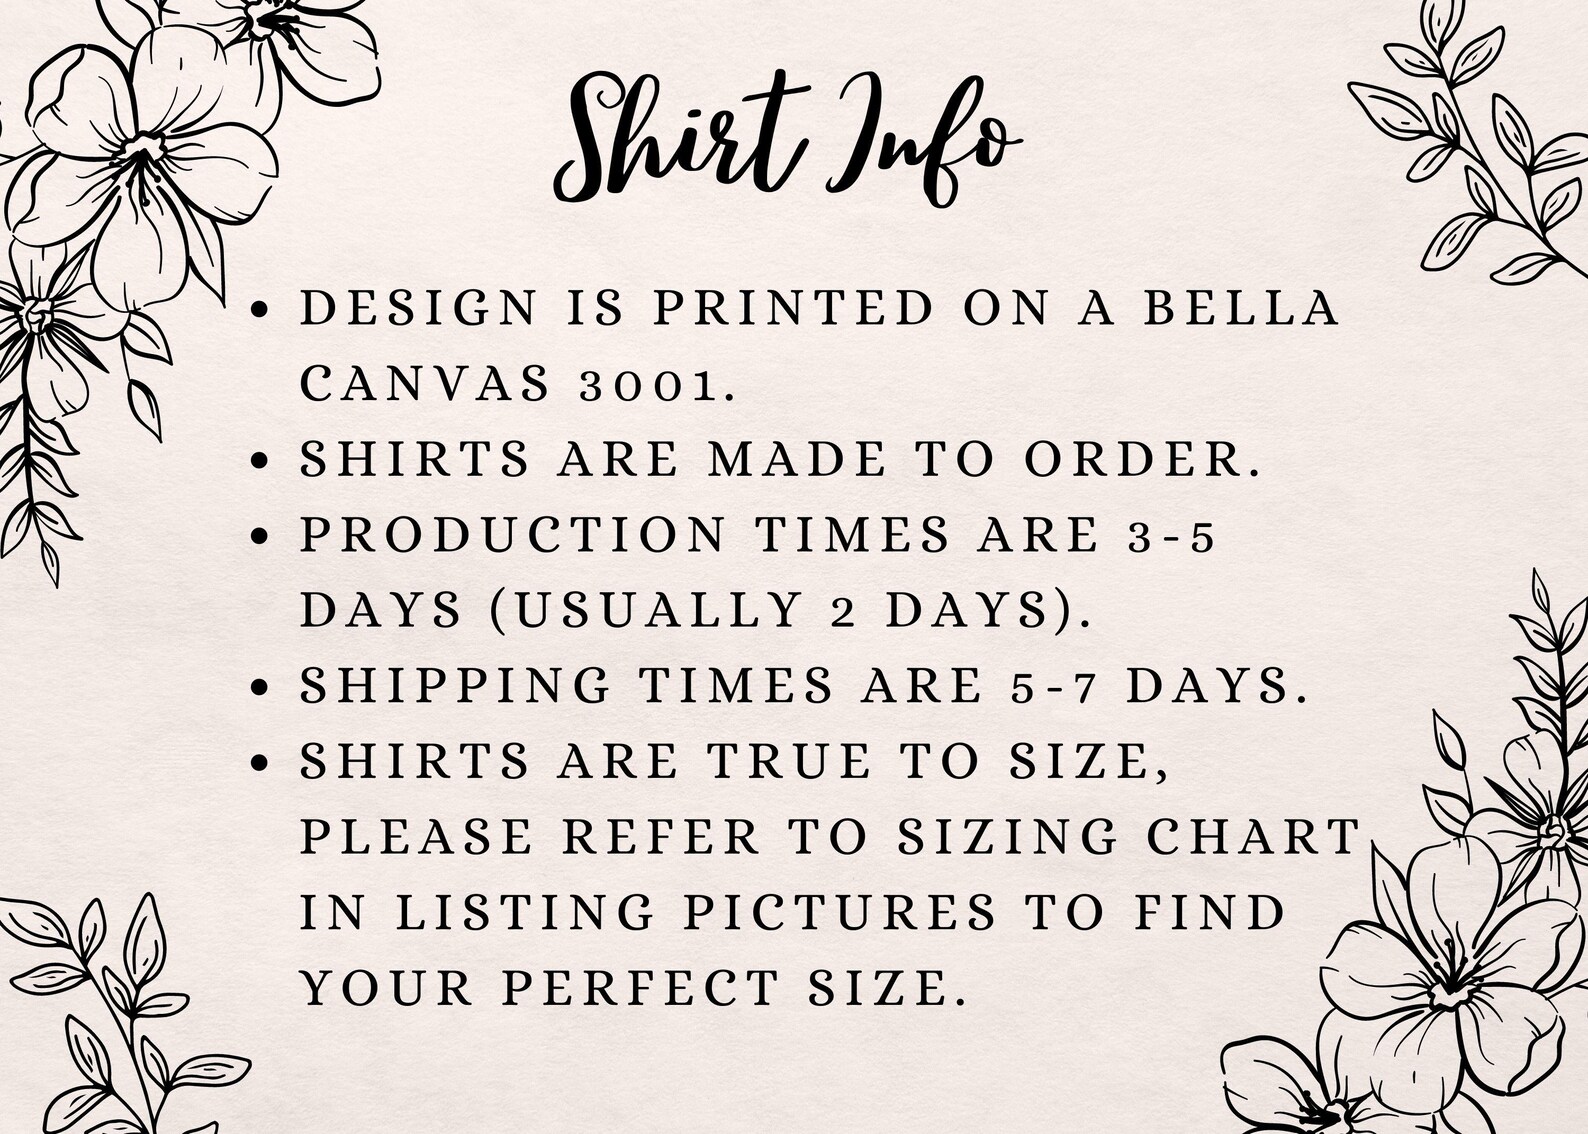 Shirt Info
• DESIGN IS PRINTED ON A BELLA
CANVAS 3001.
• SHIRTS ARE MADE TO ORDER.
• PRODUCTION TIMES ARE 3-5
DAYS (USUALLY 2 DAYS).
• SHIPPING TIMES ARE 5-7 DAYS.
• SHIRTS ARE TRUE TO SIZE,
PLEASE REFER TO SIZING CHART
IN LISTING PICTURES TO FIND
YOUR PERFECT SIZE.